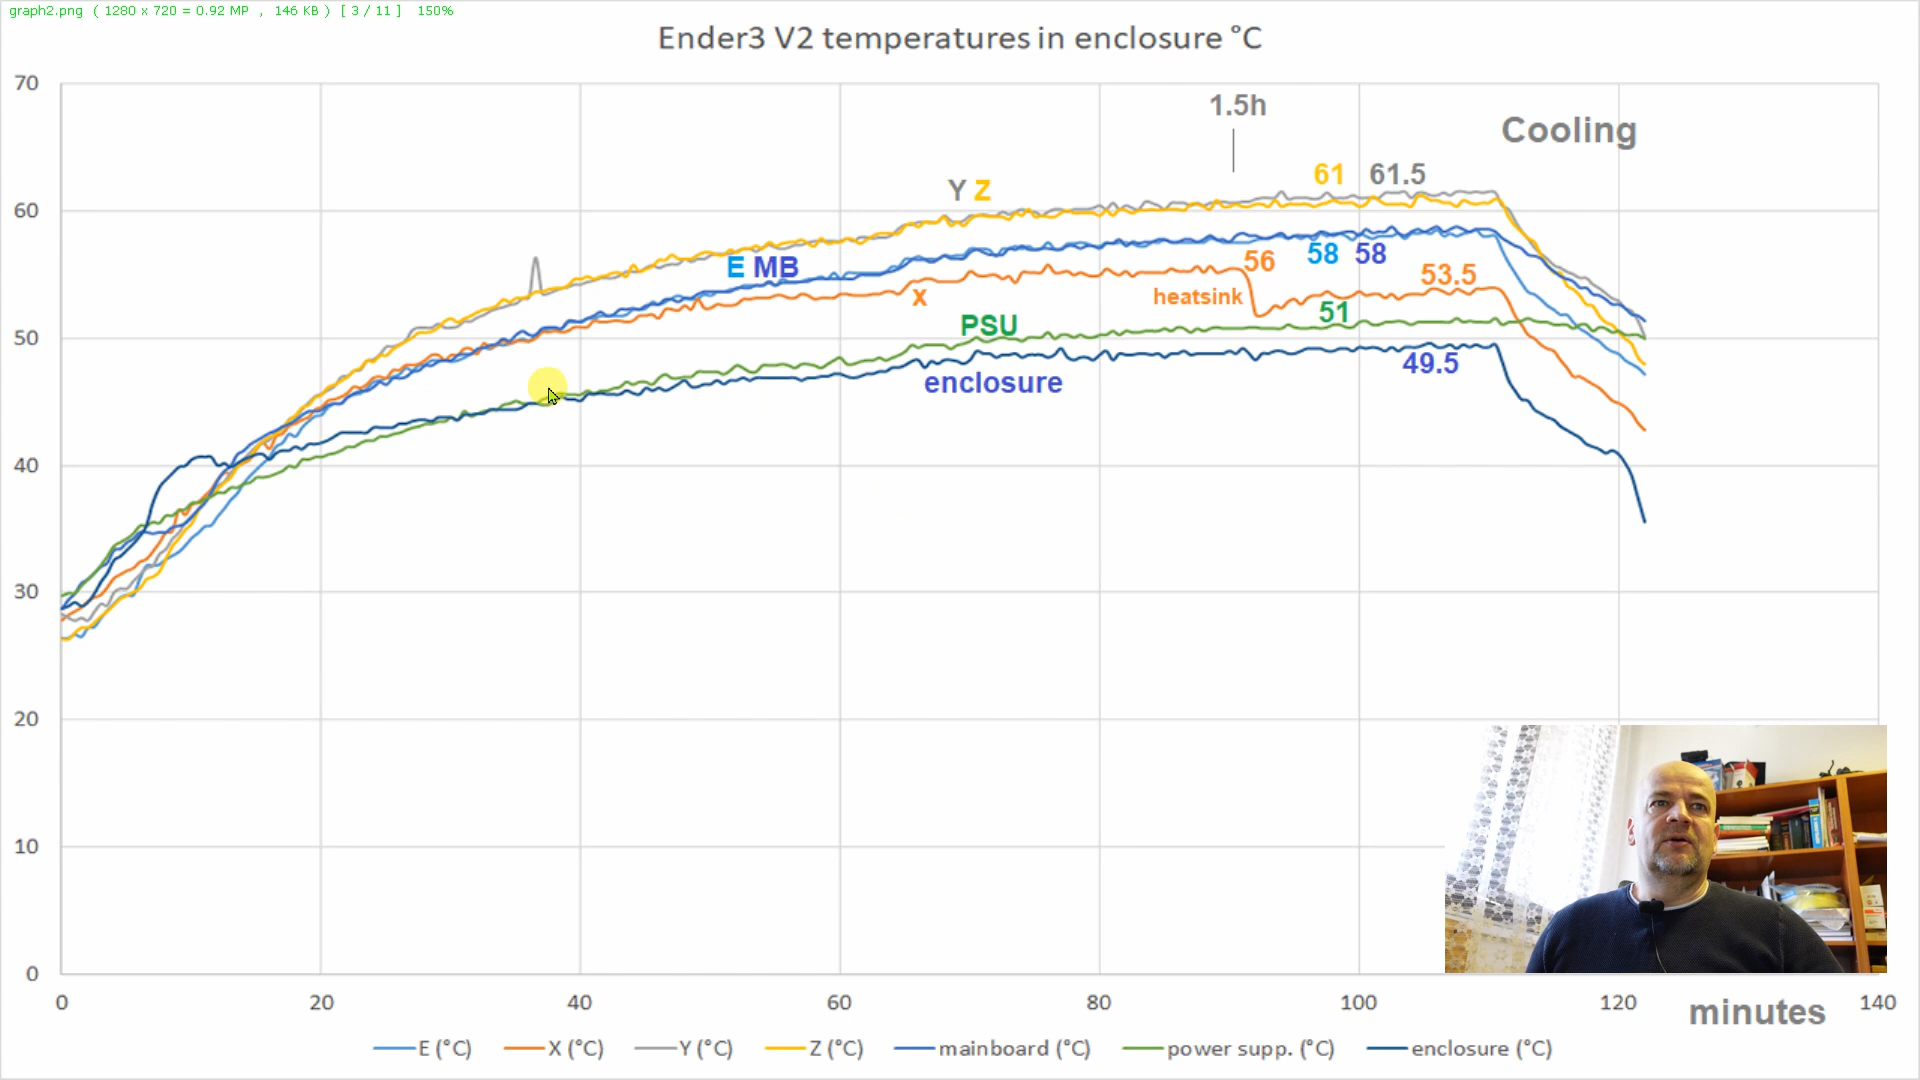 graph2.png ( 1280 x 720 = 0.92 MP , 146 KB ) [ 3 / 11 ] 150%
Ender3 V2 temperatures in enclosure °C
70
1.5h
Cooling
61 61.5
Y Z
60
E MB
56 58 58
53.5
x
heatsink
51
PSU
50
49.5
enclosure
40
30
20
10
0
0 20 40 60 80 100 120 140
minutes
E (°C) X (°C) Y (°C) Z (°C) mainboard (°C) power supp. (°C) enclosure (°C)